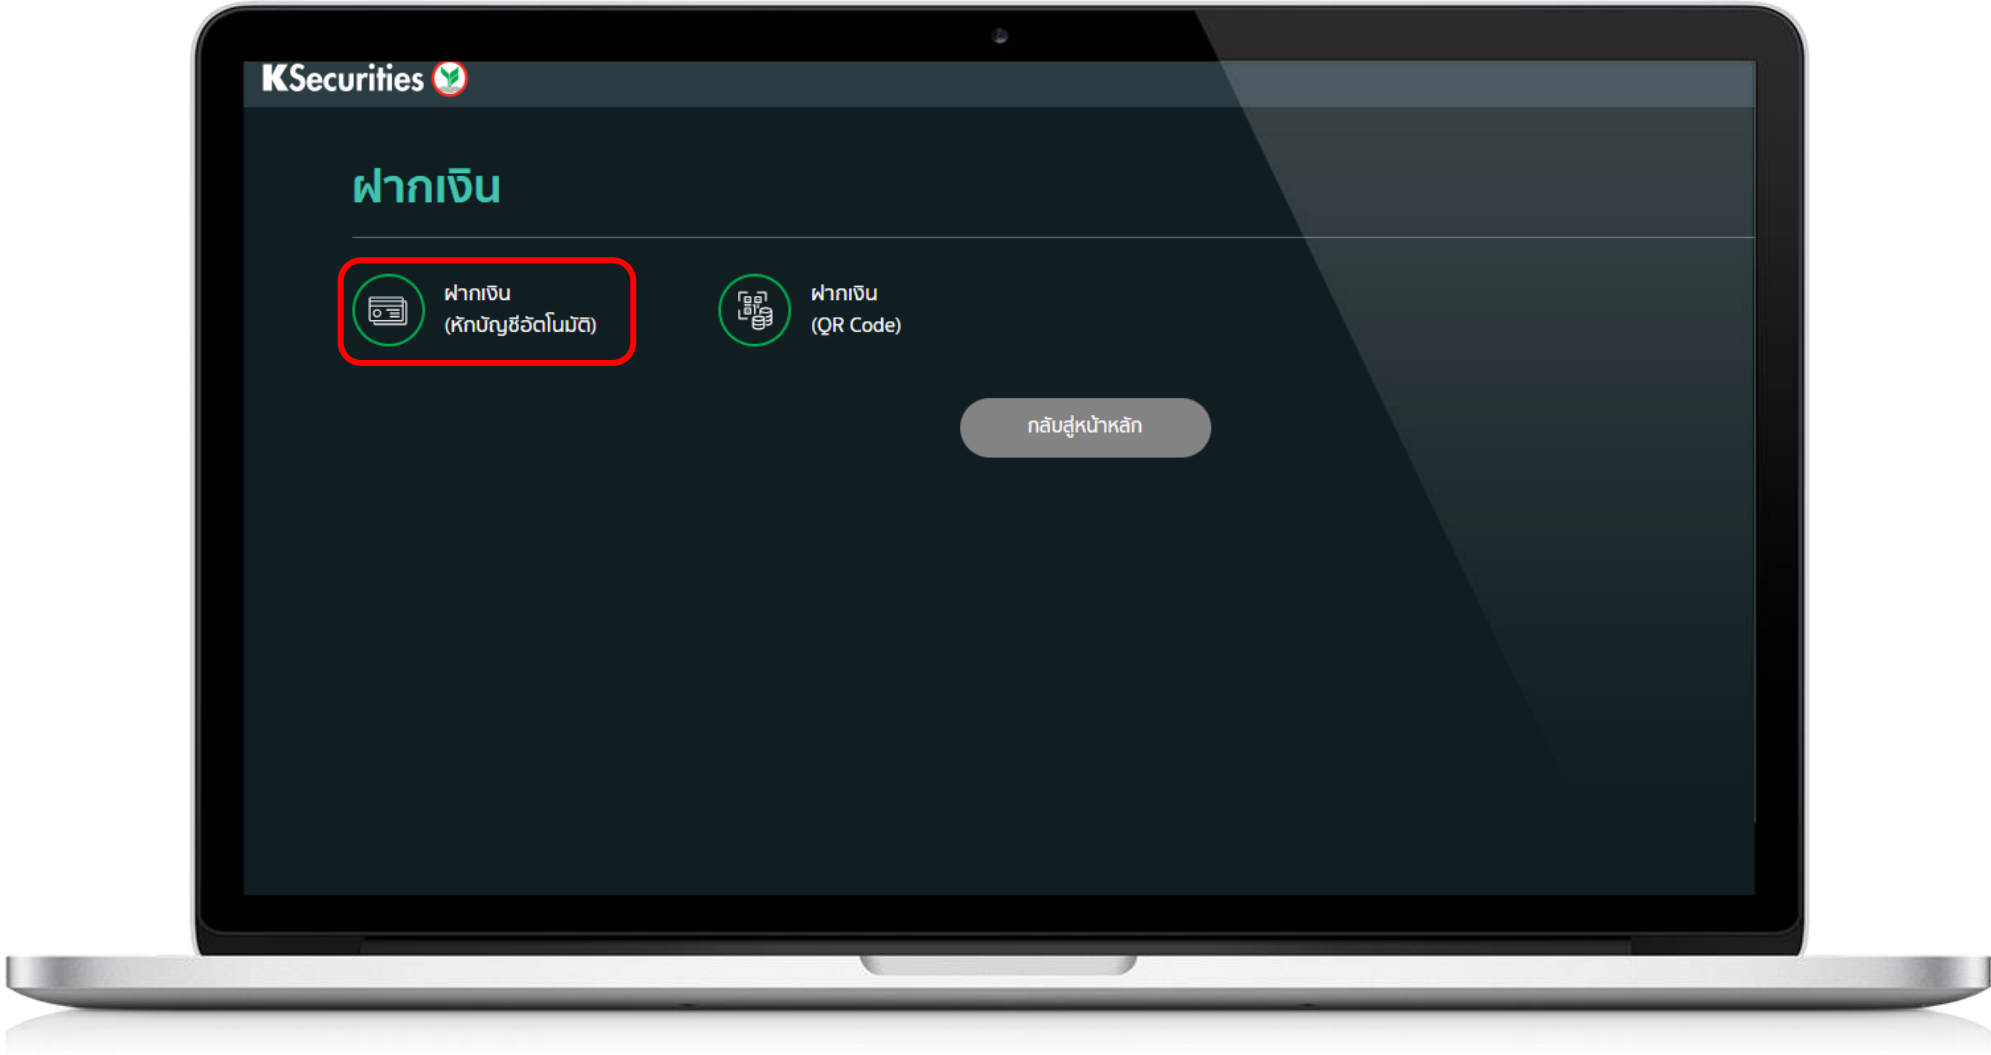 KSecurities
ฝากเงิน
ฝากเงิน
(หักบัญชีอัตโนมัติ)
ฝากเงิน
(QR Code)
กลับสู่หน้าหลัก